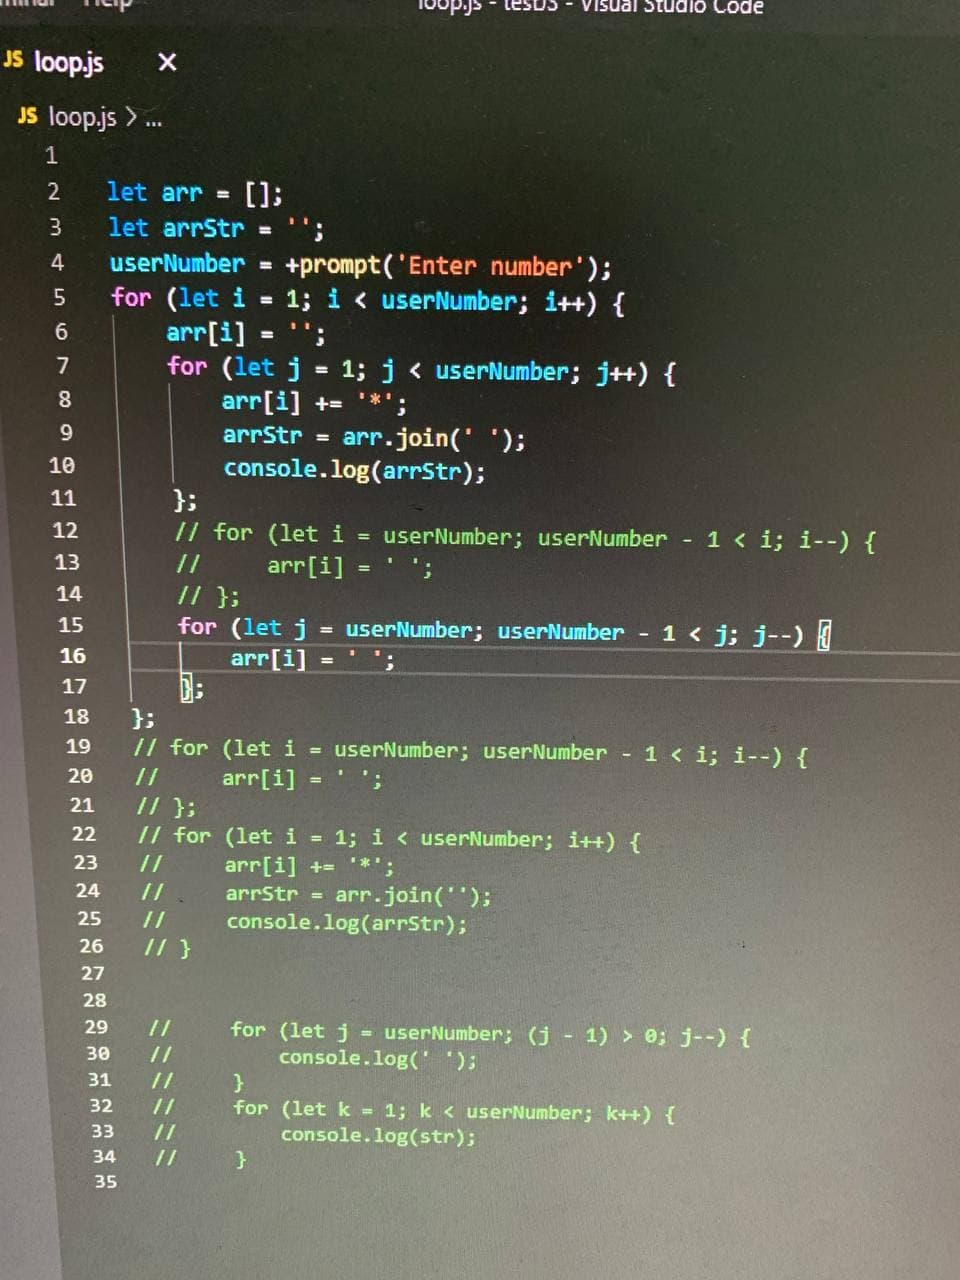 Help
loop.js - test03 - Visual Studio Code
JS loop.js ×
JS loop.js > ...
1
2 let arr = [];
3 let arrStr = '';
4 userNumber = +prompt('Enter number');
5 for (let i = 1; i < userNumber; i++) {
6 arr[i] = '';
7 for (let j = 1; j < userNumber; j++) {
8 arr[i] += '*';
9 arrStr = arr.join(' ');
10 console.log(arrStr);
11 };
12 // for (let i = userNumber; userNumber - 1 < i; i--) {
13 // arr[i] = ' ';
14 // };
15 for (let j = userNumber; userNumber - 1 < j; j--) {
16 arr[i] = ' ';
17 };
18 };
19 // for (let i = userNumber; userNumber - 1 < i; i--) {
20 // arr[i] = ' ';
21 // };
22 // for (let i = 1; i < userNumber; i++) {
23 // arr[i] += '*';
24 // arrStr = arr.join('');
25 // console.log(arrStr);
26 // }
27
28
29 // for (let j = userNumber; (j - 1) > 0; j--) {
30 // console.log(' ');
31 // }
32 // for (let k = 1; k < userNumber; k++) {
33 // console.log(str);
34 // }
35